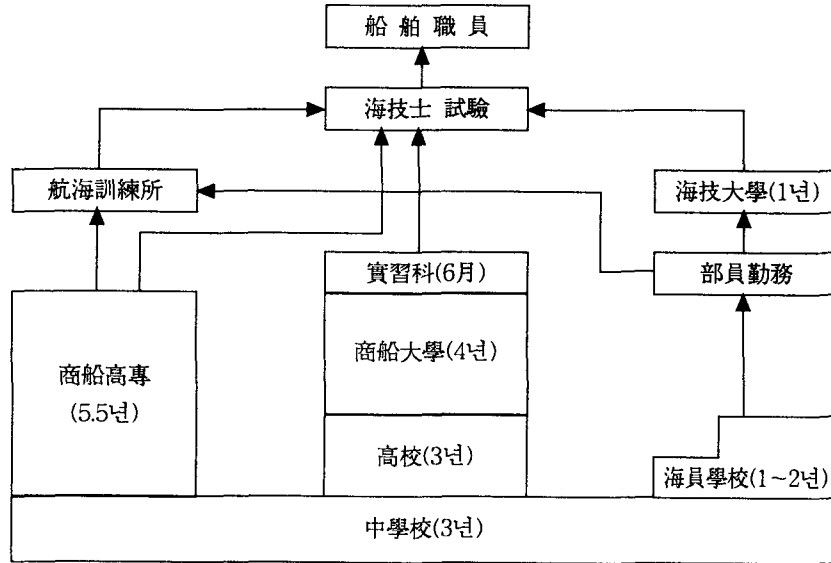 船 舶 職 員
海技士 試驗
航海訓練所
海技大學(1년)
實習科(6月)
部員勤務
商船高專
(5.5년)
商船大學(4년)
高校(3년)
海員學校(1~2년)
中學校(3년)